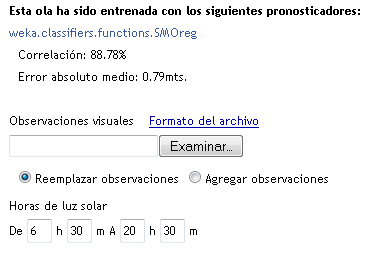 Esta ola ha sido entrenada con los siguientes pronosticadores:
weka.classifiers.functions.SMOreg
Correlación: 88.78%
Error absoluto medio: 0.79mts.
Observaciones visuales Formato del archivo
Examinar...
Reemplazar observaciones Agregar observaciones
Horas de luz solar
De 6 h 30 m A 20 h 30 m